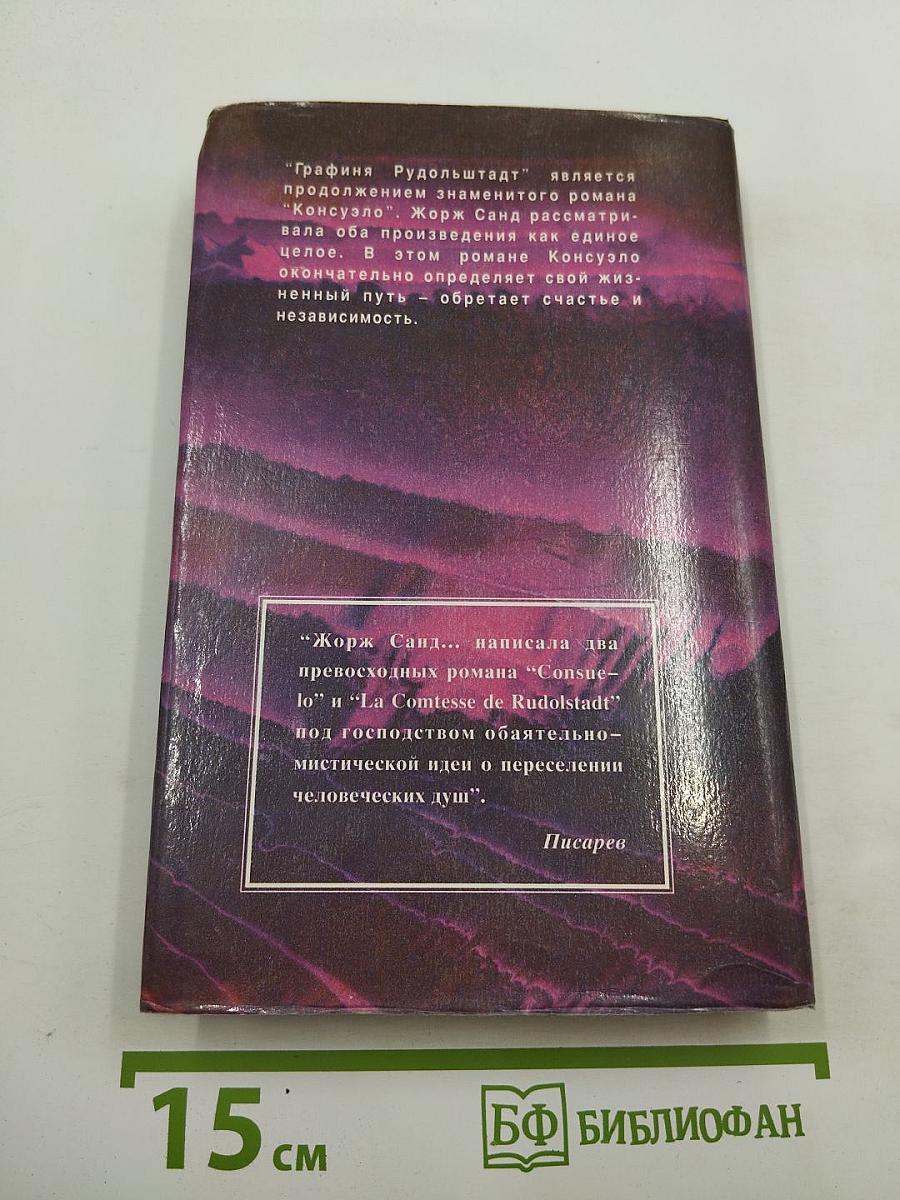 "Графиня Рудольштадт" является
продолжением знаменитого романа
"Консуэло". Жорж Санд рассматри-
вала оба произведения как единое
целое. В этом романе Консуэло
окончательно определяет свой жиз-
ненный путь – обретает счастье и
независимость.
“Жорж Санд... написала два
превосходных романа “Consue-
lo” и “La Comtesse de Rudolstadt”
под господством обаятельно-
мистической идеи о переселении
человеческих душ”.
Писарев
15 см
БФ БИБЛИОФАН